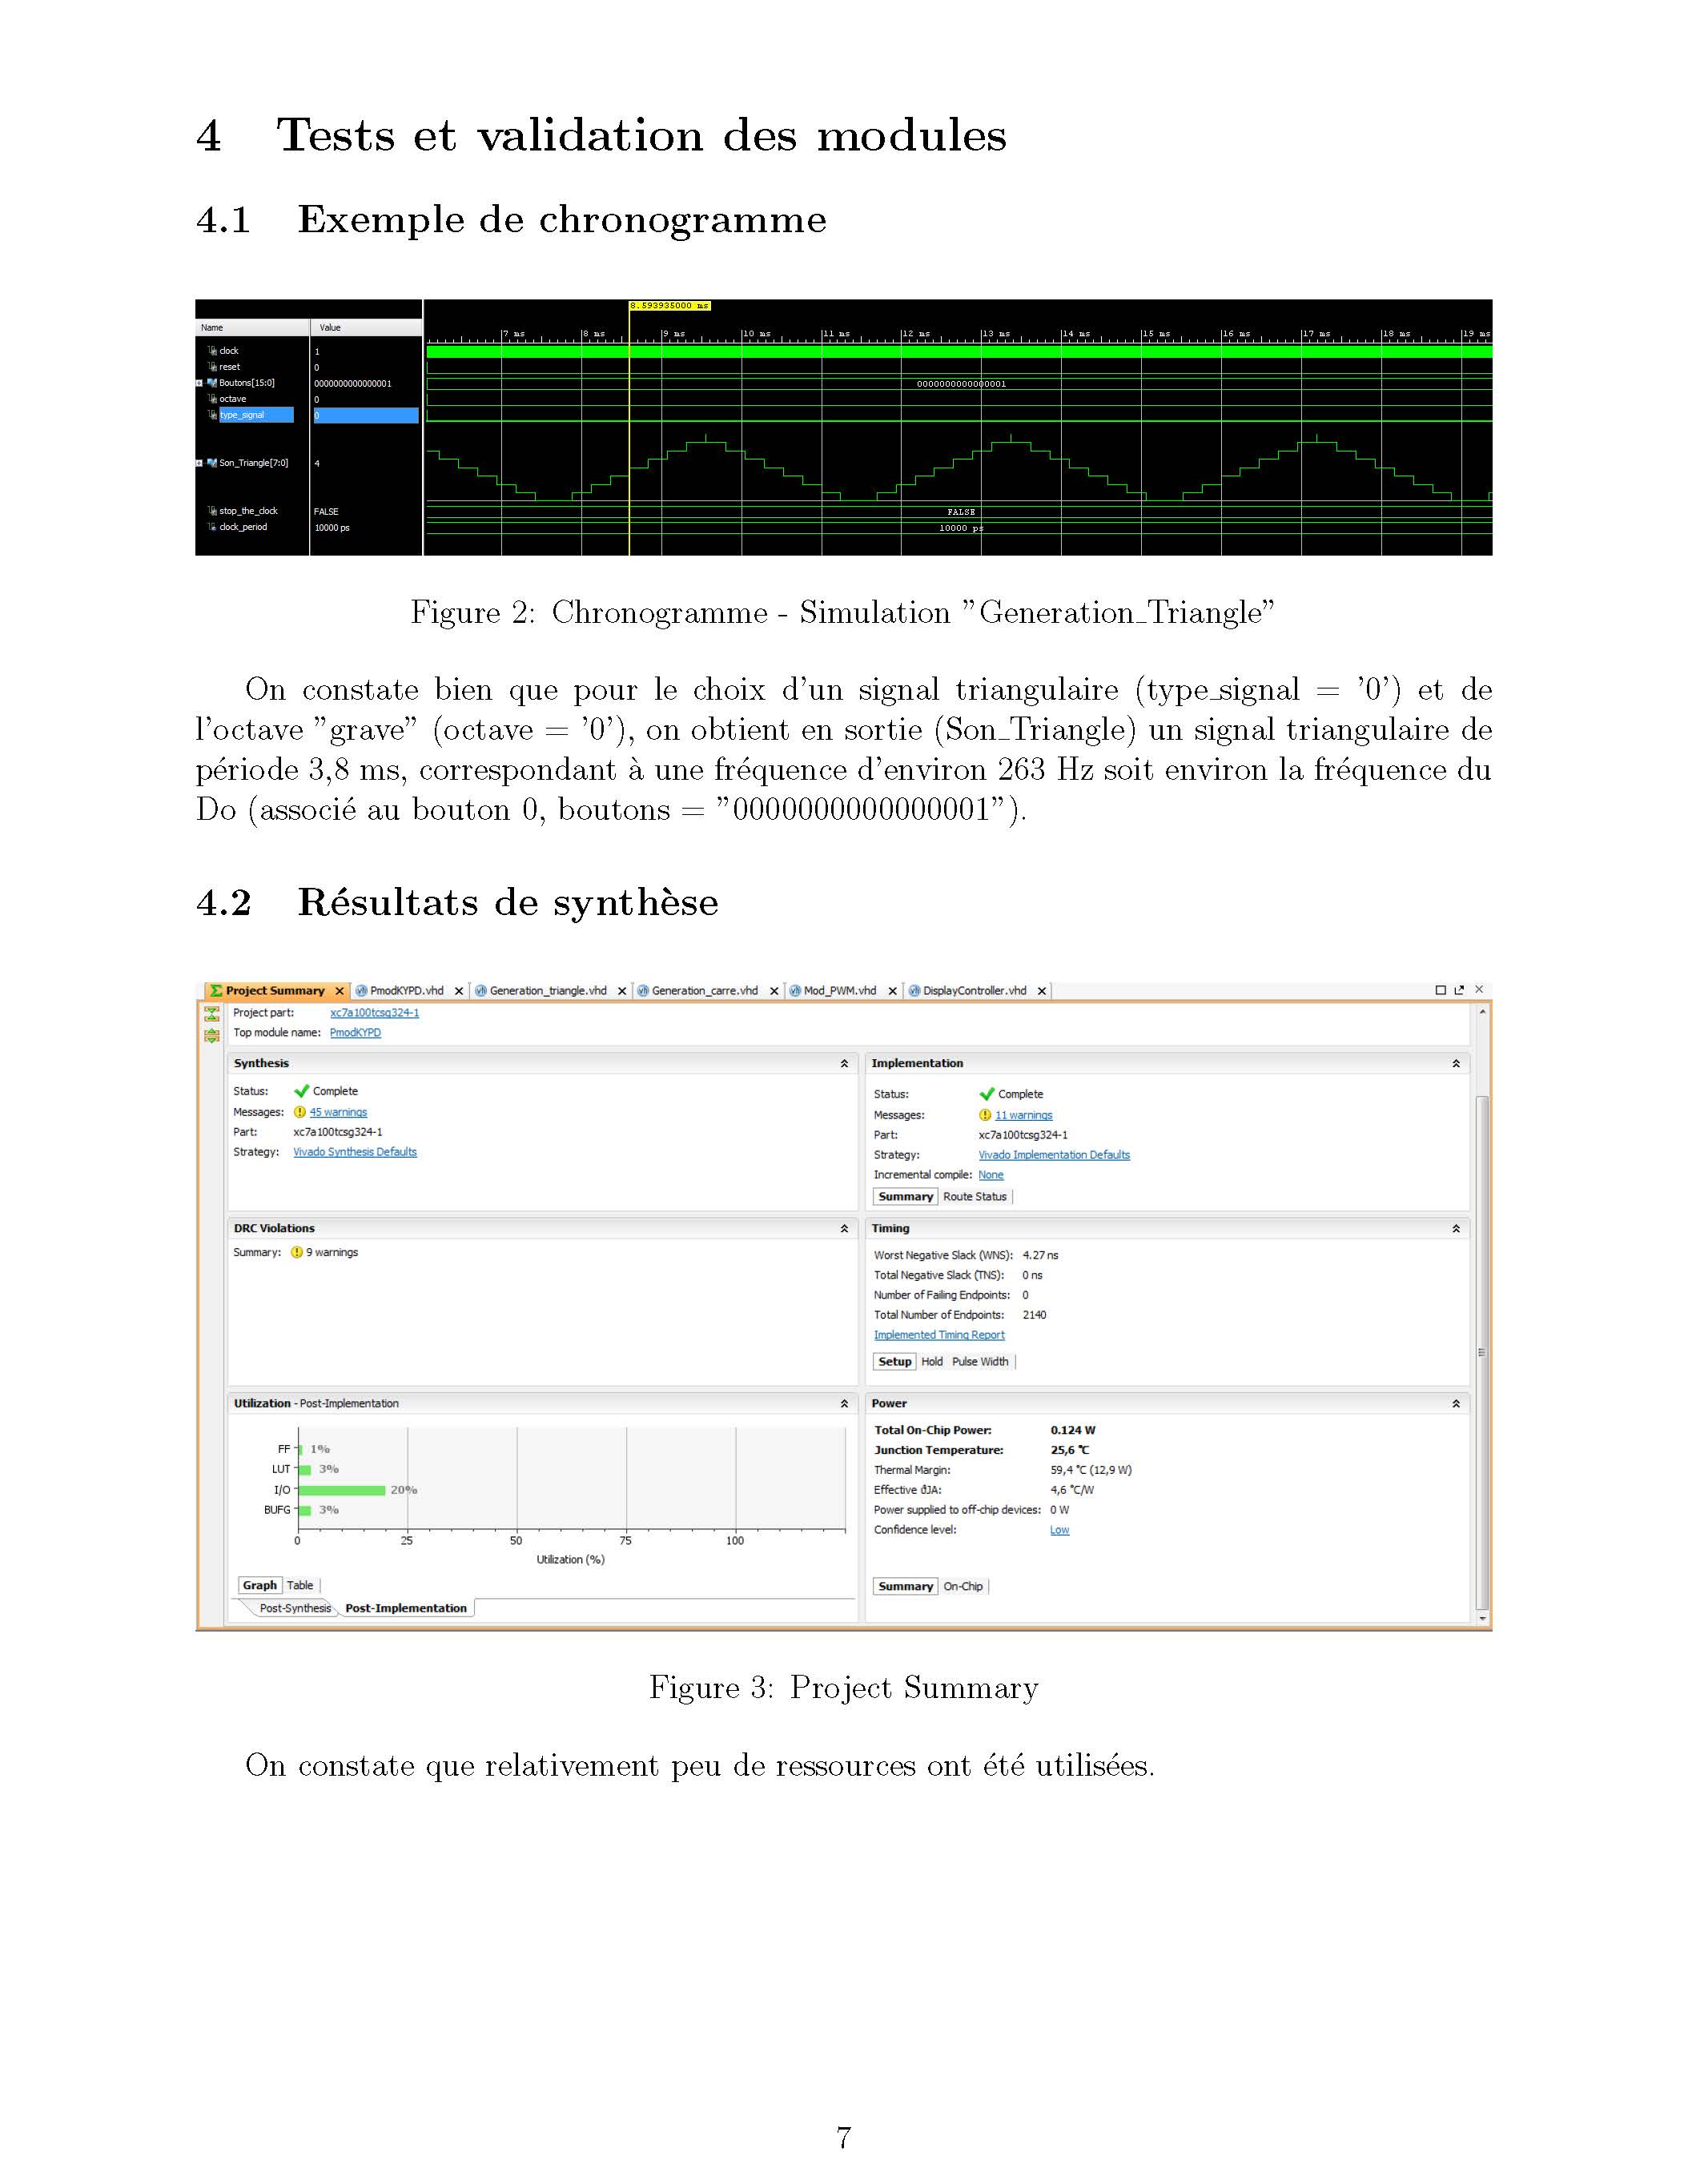 4 Tests et validation des modules
4.1 Exemple de chronogramme
8.593935000 ms
Name Value
7 ms 8 ms 9 ms 10 ms 11 ms 12 ms 13 ms 14 ms 15 ms 16 ms 17 ms 18 ms 19 ms
clock 1
reset 0
Boutons[15:0] 0000000000000001 0000000000000001
octave 0
type_signal 0
Son_Triangle[7:0] 4
stop_the_clock FALSE FALSE
clock_period 10000 ps 10000 ps
Figure 2: Chronogramme - Simulation ”Generation_Triangle”
On constate bien que pour le choix d'un signal triangulaire (type_signal = '0') et de
l'octave ”grave” (octave = '0'), on obtient en sortie (Son_Triangle) un signal triangulaire de
période 3,8 ms, correspondant à une fréquence d'environ 263 Hz soit environ la fréquence du
Do (associé au bouton 0, boutons = ”0000000000000001”).
4.2 Résultats de synthèse
Project Summary PmodKYPD.vhd Generation_triangle.vhd Generation_carre.vhd Mod_PWM.vhd DisplayController.vhd
Project part: xc7a100tcsg324-1
Top module name: PmodKYPD
Synthesis
Status: Complete
Messages: 45 warnings
Part: xc7a100tcsg324-1
Strategy: Vivado Synthesis Defaults
Implementation
Status: Complete
Messages: 11 warnings
Part: xc7a100tcsg324-1
Strategy: Vivado Implementation Defaults
Incremental compile: None
Summary Route Status
DRC Violations
Summary: 9 warnings
Timing
Worst Negative Slack (WNS): 4.27 ns
Total Negative Slack (TNS): 0 ns
Number of Failing Endpoints: 0
Total Number of Endpoints: 2140
Implemented Timing Report
Setup Hold Pulse Width
Utilization - Post-Implementation
FF 1%
LUT 3%
I/O 20%
BUFG 3%
0 25 50 75 100
Utilization (%)
Graph Table
Post-Synthesis Post-Implementation
Power
Total On-Chip Power: 0.124 W
Junction Temperature: 25,6 °C
Thermal Margin: 59,4 °C (12,9 W)
Effective ϑJA: 4,6 °C/W
Power supplied to off-chip devices: 0 W
Confidence level: Low
Summary On-Chip
Figure 3: Project Summary
On constate que relativement peu de ressources ont été utilisées.
7